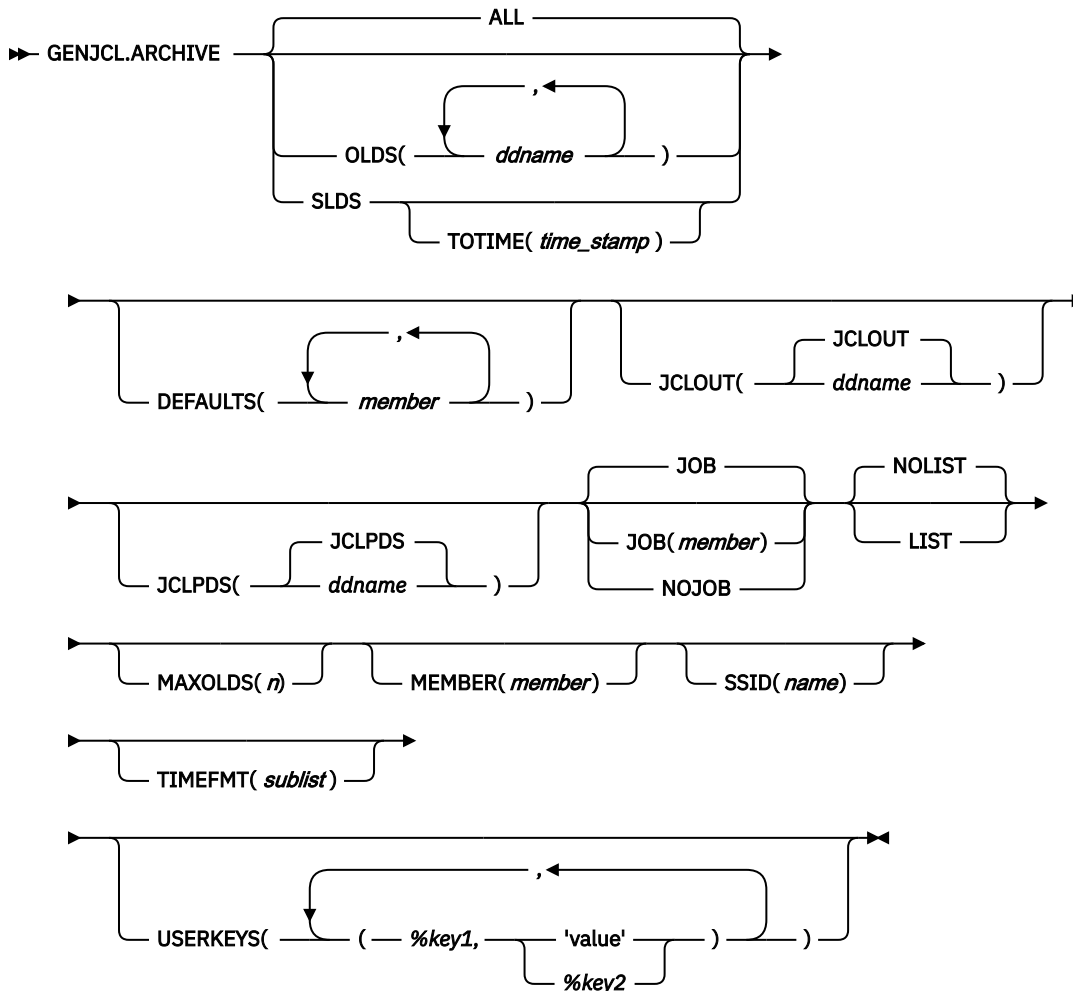 ALL
GENJCL.ARCHIVE
,
OLDS( ddname )
SLDS
TOTIME( time_stamp )
,
DEFAULTS( member )
JCLOUT
JCLOUT( ddname )
JOB NOLIST
JCLPDS
JOB( member) LIST
JCLPDS( ddname ) NOJOB
MAXOLDS( n) MEMBER( member) SSID( name)
TIMEFMT( sublist )
,
USERKEYS( ( %key1, 'value' ) )
%key2